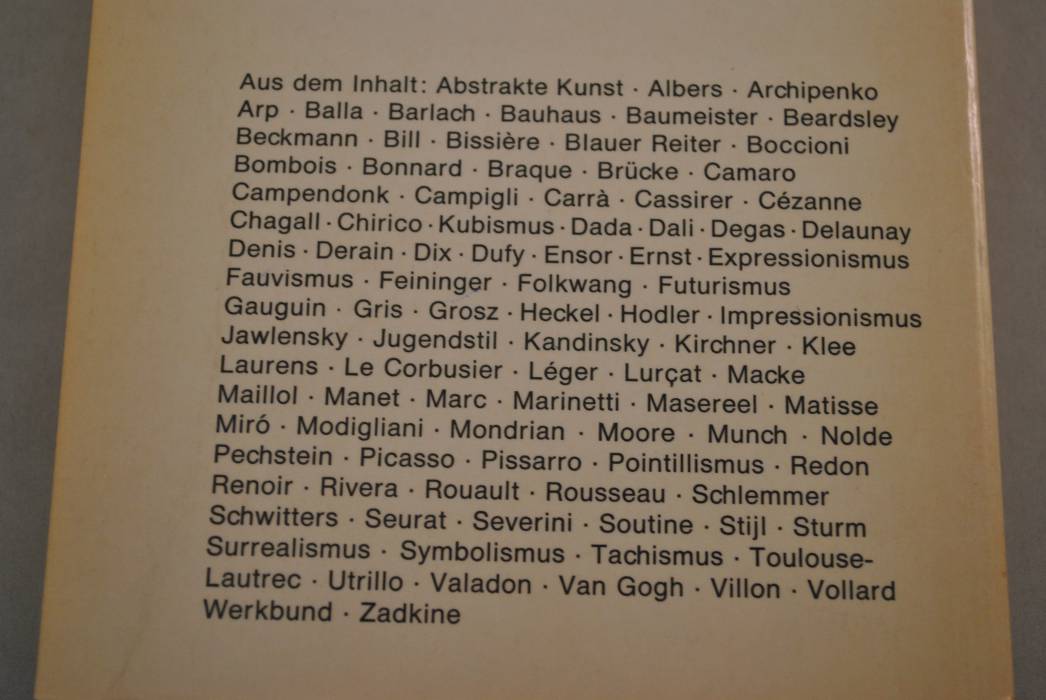 Aus dem Inhalt: Abstrakte Kunst · Albers · Archipenko
Arp · Balla · Barlach · Bauhaus · Baumeister · Beardsley
Beckmann · Bill · Bissière · Blauer Reiter · Boccioni
Bombois · Bonnard · Braque · Brücke · Camaro
Campendonk · Campigli · Carrà · Cassirer · Cézanne
Chagall · Chirico · Kubismus · Dada · Dali · Degas · Delaunay
Denis · Derain · Dix · Dufy · Ensor · Ernst · Expressionismus
Fauvismus · Feininger · Folkwang · Futurismus
Gauguin · Gris · Grosz · Heckel · Hodler · Impressionismus
Jawlensky · Jugendstil · Kandinsky · Kirchner · Klee
Laurens · Le Corbusier · Léger · Lurçat · Macke
Maillol · Manet · Marc · Marinetti · Masereel · Matisse
Miró · Modigliani · Mondrian · Moore · Munch · Nolde
Pechstein · Picasso · Pissarro · Pointillismus · Redon
Renoir · Rivera · Rouault · Rousseau · Schlemmer
Schwitters · Seurat · Severini · Soutine · Stijl · Sturm
Surrealismus · Symbolismus · Tachismus · Toulouse-
Lautrec · Utrillo · Valadon · Van Gogh · Villon · Vollard
Werkbund · Zadkine